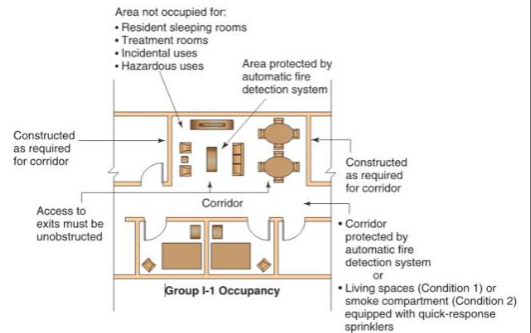 Area not occupied for:
• Resident sleeping rooms
• Treatment rooms
• Incidental uses
• Hazardous uses
Area protected by
automatic fire
detection system
Constructed
as required
for corridor
Constructed
as required
for corridor
Corridor
Access to
exits must be
unobstructed
• Corridor
protected by
automatic fire
detection system
or
• Living spaces (Condition 1) or
smoke compartment (Condition 2)
equipped with quick-response
sprinklers
Group I-1 Occupancy